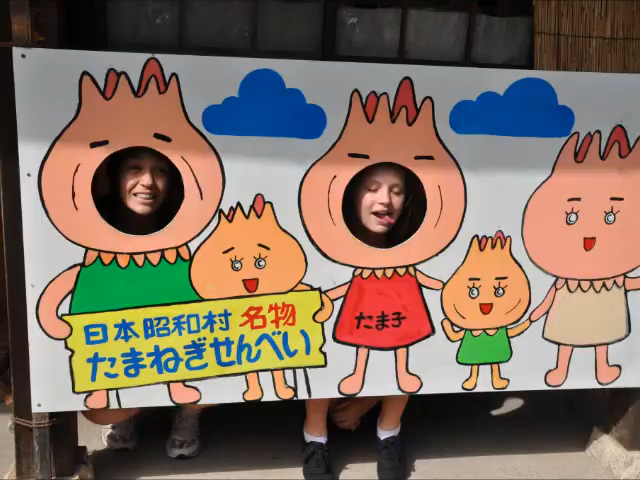 日本昭和村 名物
たまねぎせんべい
たま子